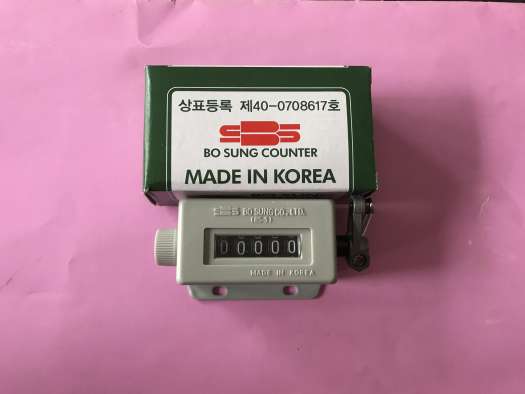 상표등록 제40-0708617호
SBS
BO SUNG COUNTER
MADE IN KOREA
SBS BO SUNG CO.,LTD.
00000
MADE IN KOREA